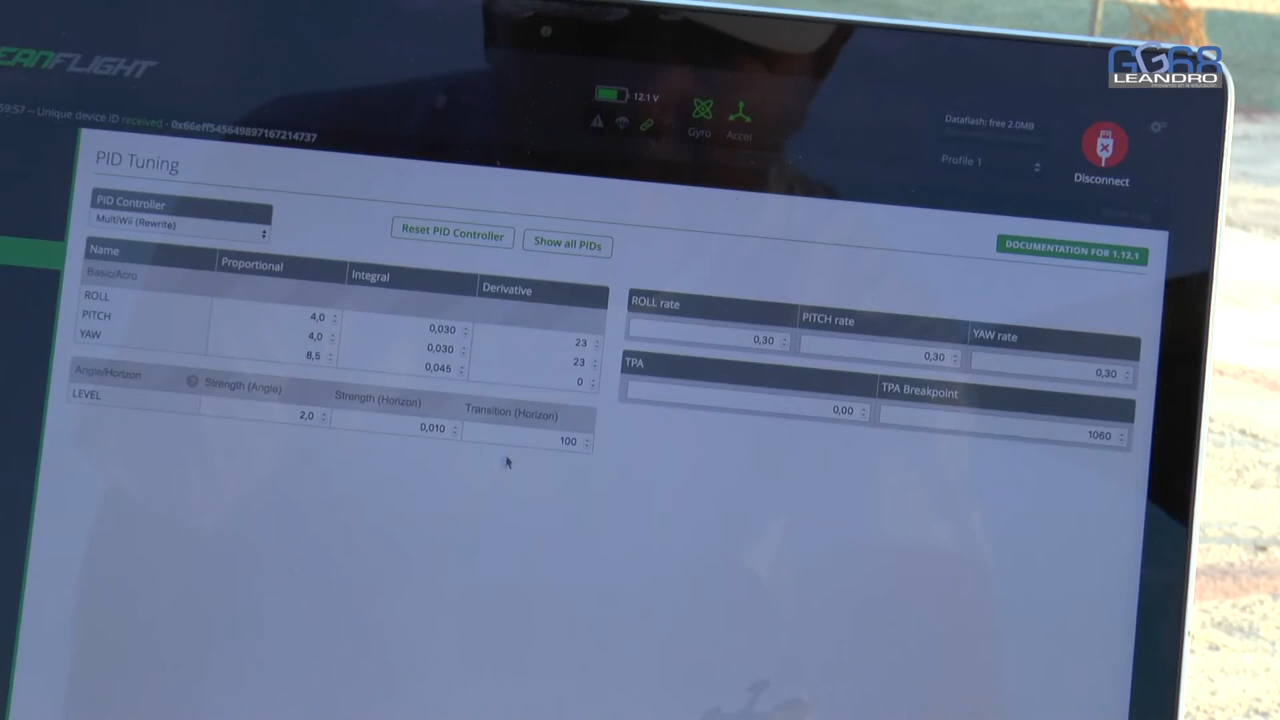 GG68
LEANDRO
EANFLIGHT
12.1 V
Gyro
Accel
Dataflash: free 2.0MB
Profile 1
Disconnect
59:57 -- Unique device ID received - 0x66eff545649897167214737
PID Tuning
PID Controller
MultiWii (Rewrite)
Reset PID Controller
Show all PIDs
DOCUMENTATION FOR 1.12.1
Name Proportional Integral Derivative
Basic/Acro
ROLL 4,0 0,030 23
PITCH 4,0 0,030 23
YAW 8,5 0,045 0
Angle/Horizon Strength (Angle) Strength (Horizon) Transition (Horizon)
LEVEL 2,0 0,010 100
ROLL rate PITCH rate YAW rate
0,30 0,30 0,30
TPA TPA Breakpoint
0,00 1060